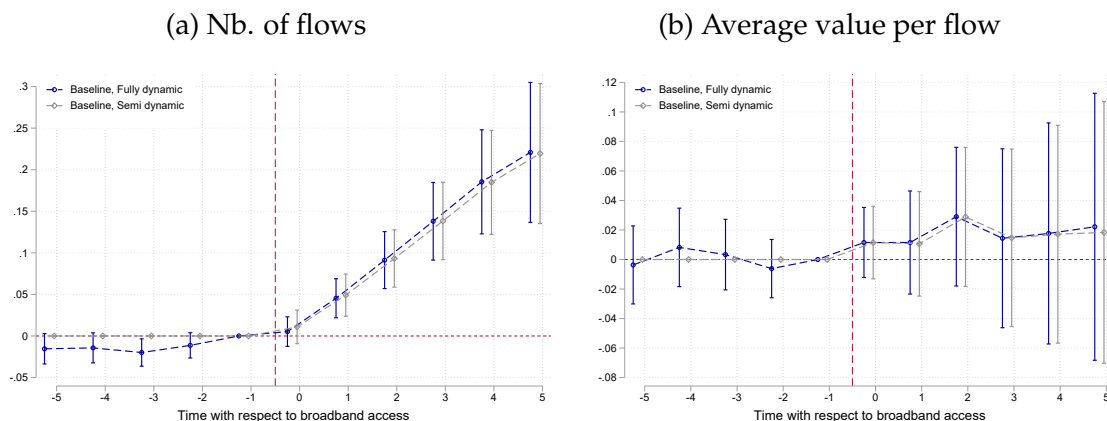 (a) Nb. of flows
Baseline, Fully dynamic
Baseline, Semi dynamic
.3
.25
.2
.15
.1
.05
0
-.05
-5 -4 -3 -2 -1 0 1 2 3 4 5
Time with respect to broadband access
(b) Average value per flow
Baseline, Fully dynamic
Baseline, Semi dynamic
.12
.1
.08
.06
.04
.02
0
-.02
-.04
-.06
-.08
-5 -4 -3 -2 -1 0 1 2 3 4 5
Time with respect to broadband access